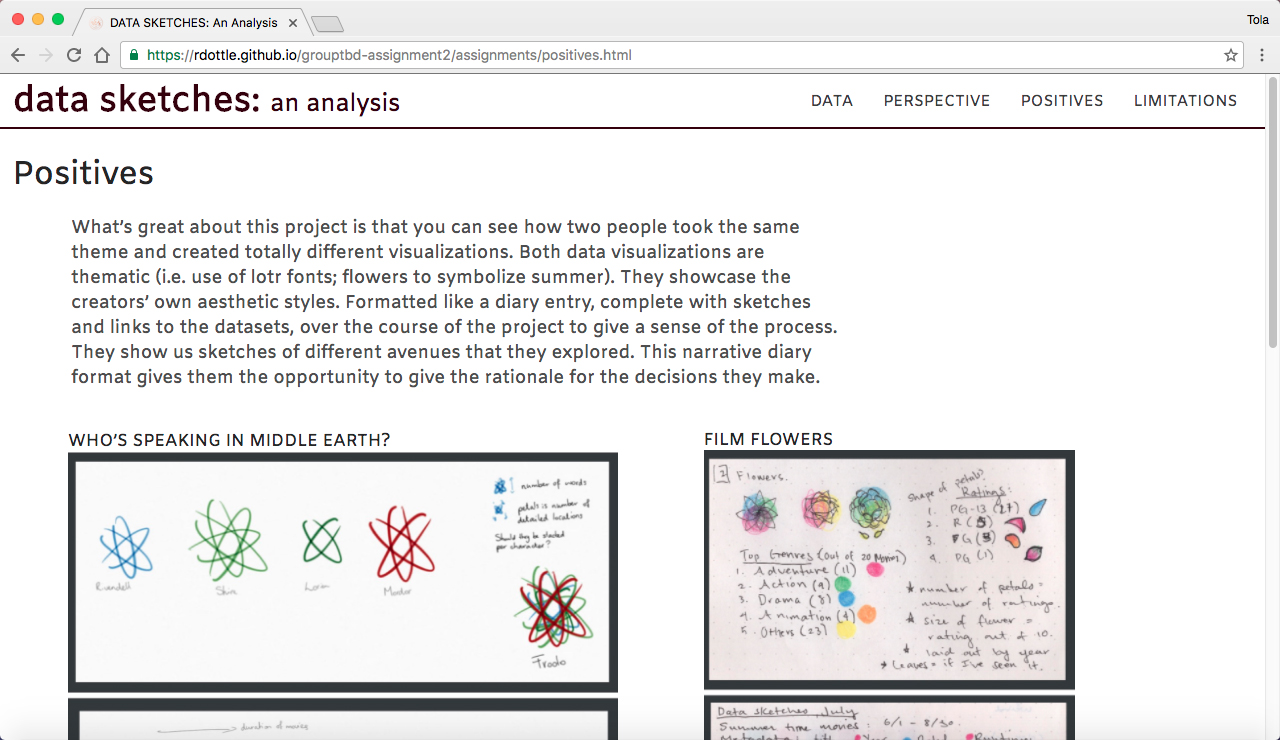 DATA SKETCHES: An Analysis
Tola
https://rdottle.github.io/grouptbd-assignment2/assignments/positives.html
data sketches: an analysis
DATA PERSPECTIVE POSITIVES LIMITATIONS
Positives
What's great about this project is that you can see how two people took the same
theme and created totally different visualizations. Both data visualizations are
thematic (i.e. use of lotr fonts; flowers to symbolize summer). They showcase the
creators' own aesthetic styles. Formatted like a diary entry, complete with sketches
and links to the datasets, over the course of the project to give a sense of the process.
They show us sketches of different avenues that they explored. This narrative diary
format gives them the opportunity to give the rationale for the decisions they make.
WHO'S SPEAKING IN MIDDLE EARTH?
number of words
petals is number of
detailed locations
Should they be stacked
per character?
Rivendell
Shire
Lorien
Mordor
Frodo
duration of movies
FILM FLOWERS
2 Flowers.
Shape of petals?
Ratings:
1. PG-13 (27)
2. R (5)
3. G (3)
4. PG (1)
Top Genres (out of 20 Movies)
1. Adventure (11)
2. Action (9)
3. Drama (8)
4. Animation (4)
5. Others (23)
* number of petals =
number of ratings.
* size of flower =
rating out of 10.
* laid out by year
* Leaves = if I've seen it.
Data sketches, July
Summer time movies: 6/1 - 8/30.